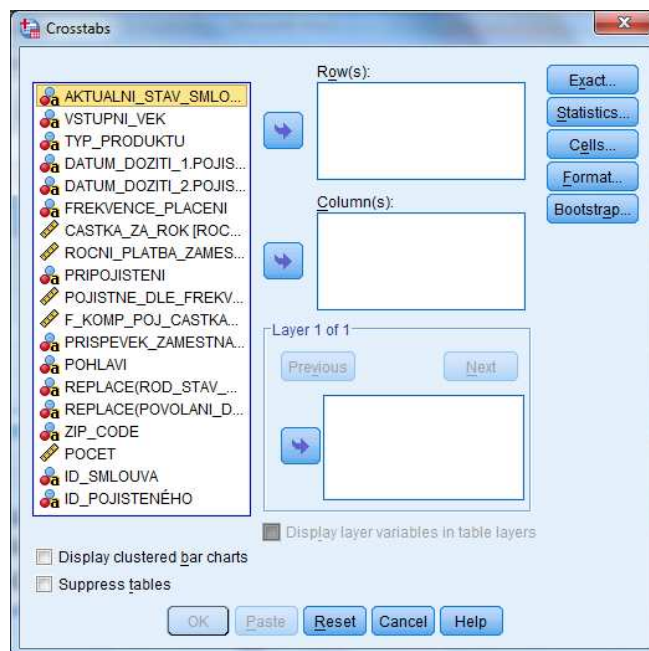 Crosstabs
AKTUALNI_STAV_SMLO...
VSTUPNI_VEK
TYP_PRODUKTU
DATUM_DOZITI_1.POJIS...
DATUM_DOZITI_2.POJIS...
FREKVENCE_PLACENI
CASTKA_ZA_ROK [ROC...
ROCNI_PLATBA_ZAMES...
PRIPOJISTENI
POJISTNE_DLE_FREKV...
F_KOMP_POJ_CASTKA...
PRISPEVEK_ZAMESTNA...
POHLAVI
REPLACE(ROD_STAV_...
REPLACE(POVOLANI_D...
ZIP_CODE
POCET
ID_SMLOUVA
ID_POJISTENÉHO
Row(s):
Column(s):
Layer 1 of 1
Previous
Next
Display layer variables in table layers
Exact...
Statistics...
Cells...
Format...
Bootstrap...
Display clustered bar charts
Suppress tables
OK
Paste
Reset
Cancel
Help